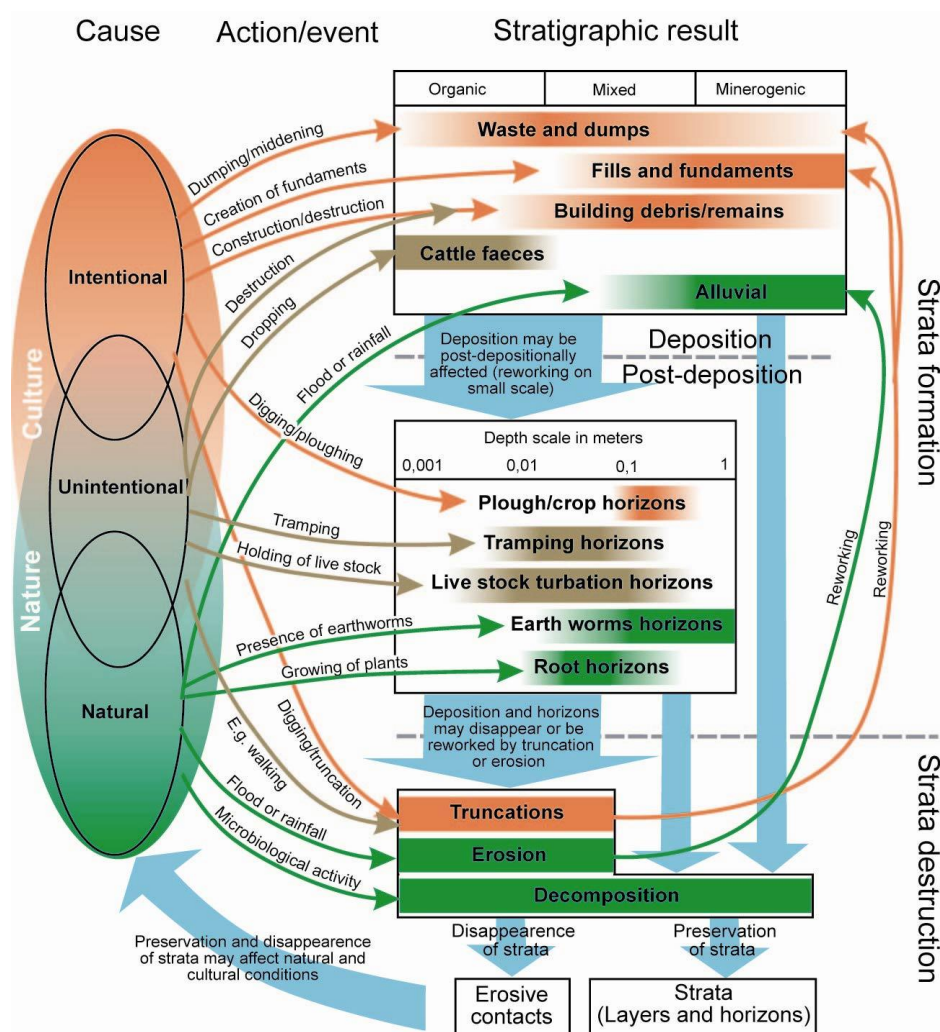 Cause
Action/event
Stratigraphic result
Organic
Mixed
Minerogenic
Dumping/middening
Waste and dumps
Creation of fundaments
Fills and fundaments
Construction/destruction
Building debris/remains
Intentional
Destruction
Cattle faeces
Dropping
Alluvial
Flood or rainfall
Culture
Deposition may be
post-depositionally
affected (reworking on
small scale)
Deposition
Post-deposition
Strata formation
Digging/ploughing
Depth scale in meters
0,001
0,01
0,1
1
Unintentional
Plough/crop horizons
Tramping
Tramping horizons
Holding of live stock
Live stock turbation horizons
Nature
Presence of earthworms
Earth worms horizons
Growing of plants
Root horizons
Reworking
Reworking
Natural
E.g. walking
Digging/truncation
Deposition and horizons
may disappear or be
reworked by truncation
or erosion
Strata destruction
Flood or rainfall
Truncations
Microbiological activity
Erosion
Decomposition
Preservation and disappearence
of strata may affect natural and
cultural conditions
Disappearence
of strata
Preservation
of strata
Erosive
contacts
Strata
(Layers and horizons)